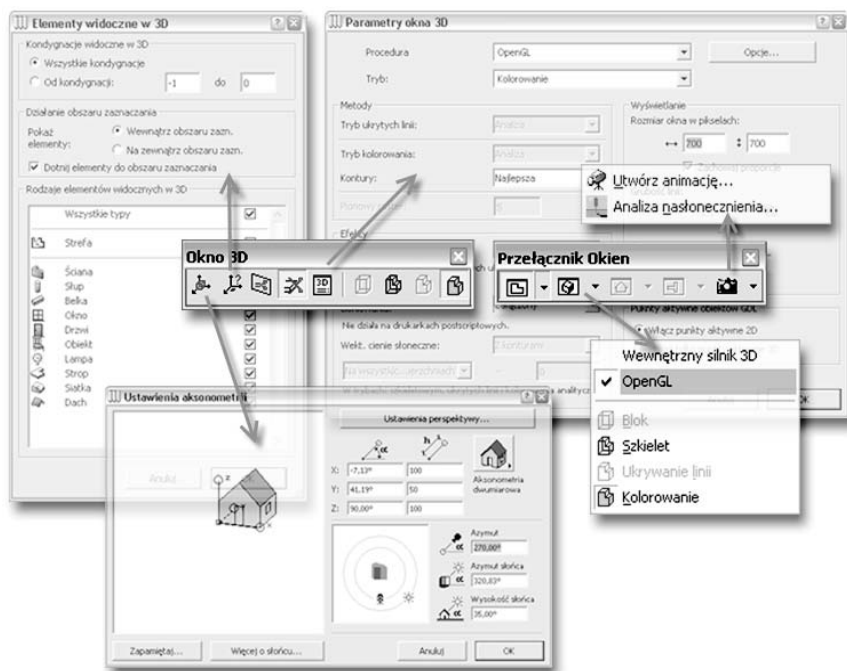 Elementy widoczne w 3D
Kondygnacje widoczne w 3D
Wszystkie kondygnacje
Od kondygnacji: -1 do 0
Działanie obszaru zaznaczania
Pokaż elementy:
Wewnątrz obszaru zazn.
Na zewnątrz obszaru zazn.
Dotnij elementy do obszaru zaznaczania
Rodzaje elementów widocznych w 3D
Wszystkie typy
Strefa
Ściana
Słup
Belka
Okno
Drzwi
Obiekt
Lampa
Strop
Siatka
Dach
Anuluj
Parametry okna 3D
Procedura OpenGL Opcje...
Tryb: Kolorowanie
Metody
Tryb ukrytych linii: Analiza
Tryb kolorowania: Analiza
Kontury: Najlepsza
Wyświetlanie
Rozmiar okna w pikselach:
700 700
Zachowaj proporcje
Efekty
Nie działa na drukarkach postscriptowych.
Wekt. cienie słoneczne: Z konturami
Punkty aktywne obiektów GDL
Włącz punkty aktywne 2D
OK
Utwórz animację...
Analiza nasłonecznienia...
Okno 3D
Przełącznik Okien
Wewnętrzny silnik 3D
OpenGL
Blok
Szkielet
Ukrywanie linii
Kolorowanie
Ustawienia aksonometrii
Ustawienia perspektywy...
X: -7,13° 100
Y: 41,19° 50
Z: 90,00° 100
Aksonometria
dwumiarowa
Azymut
270,00°
Azymut słońca
320,83°
Wysokość słońca
35,00°
Zapamiętaj...
Więcej o słońcu...
Anuluj
OK